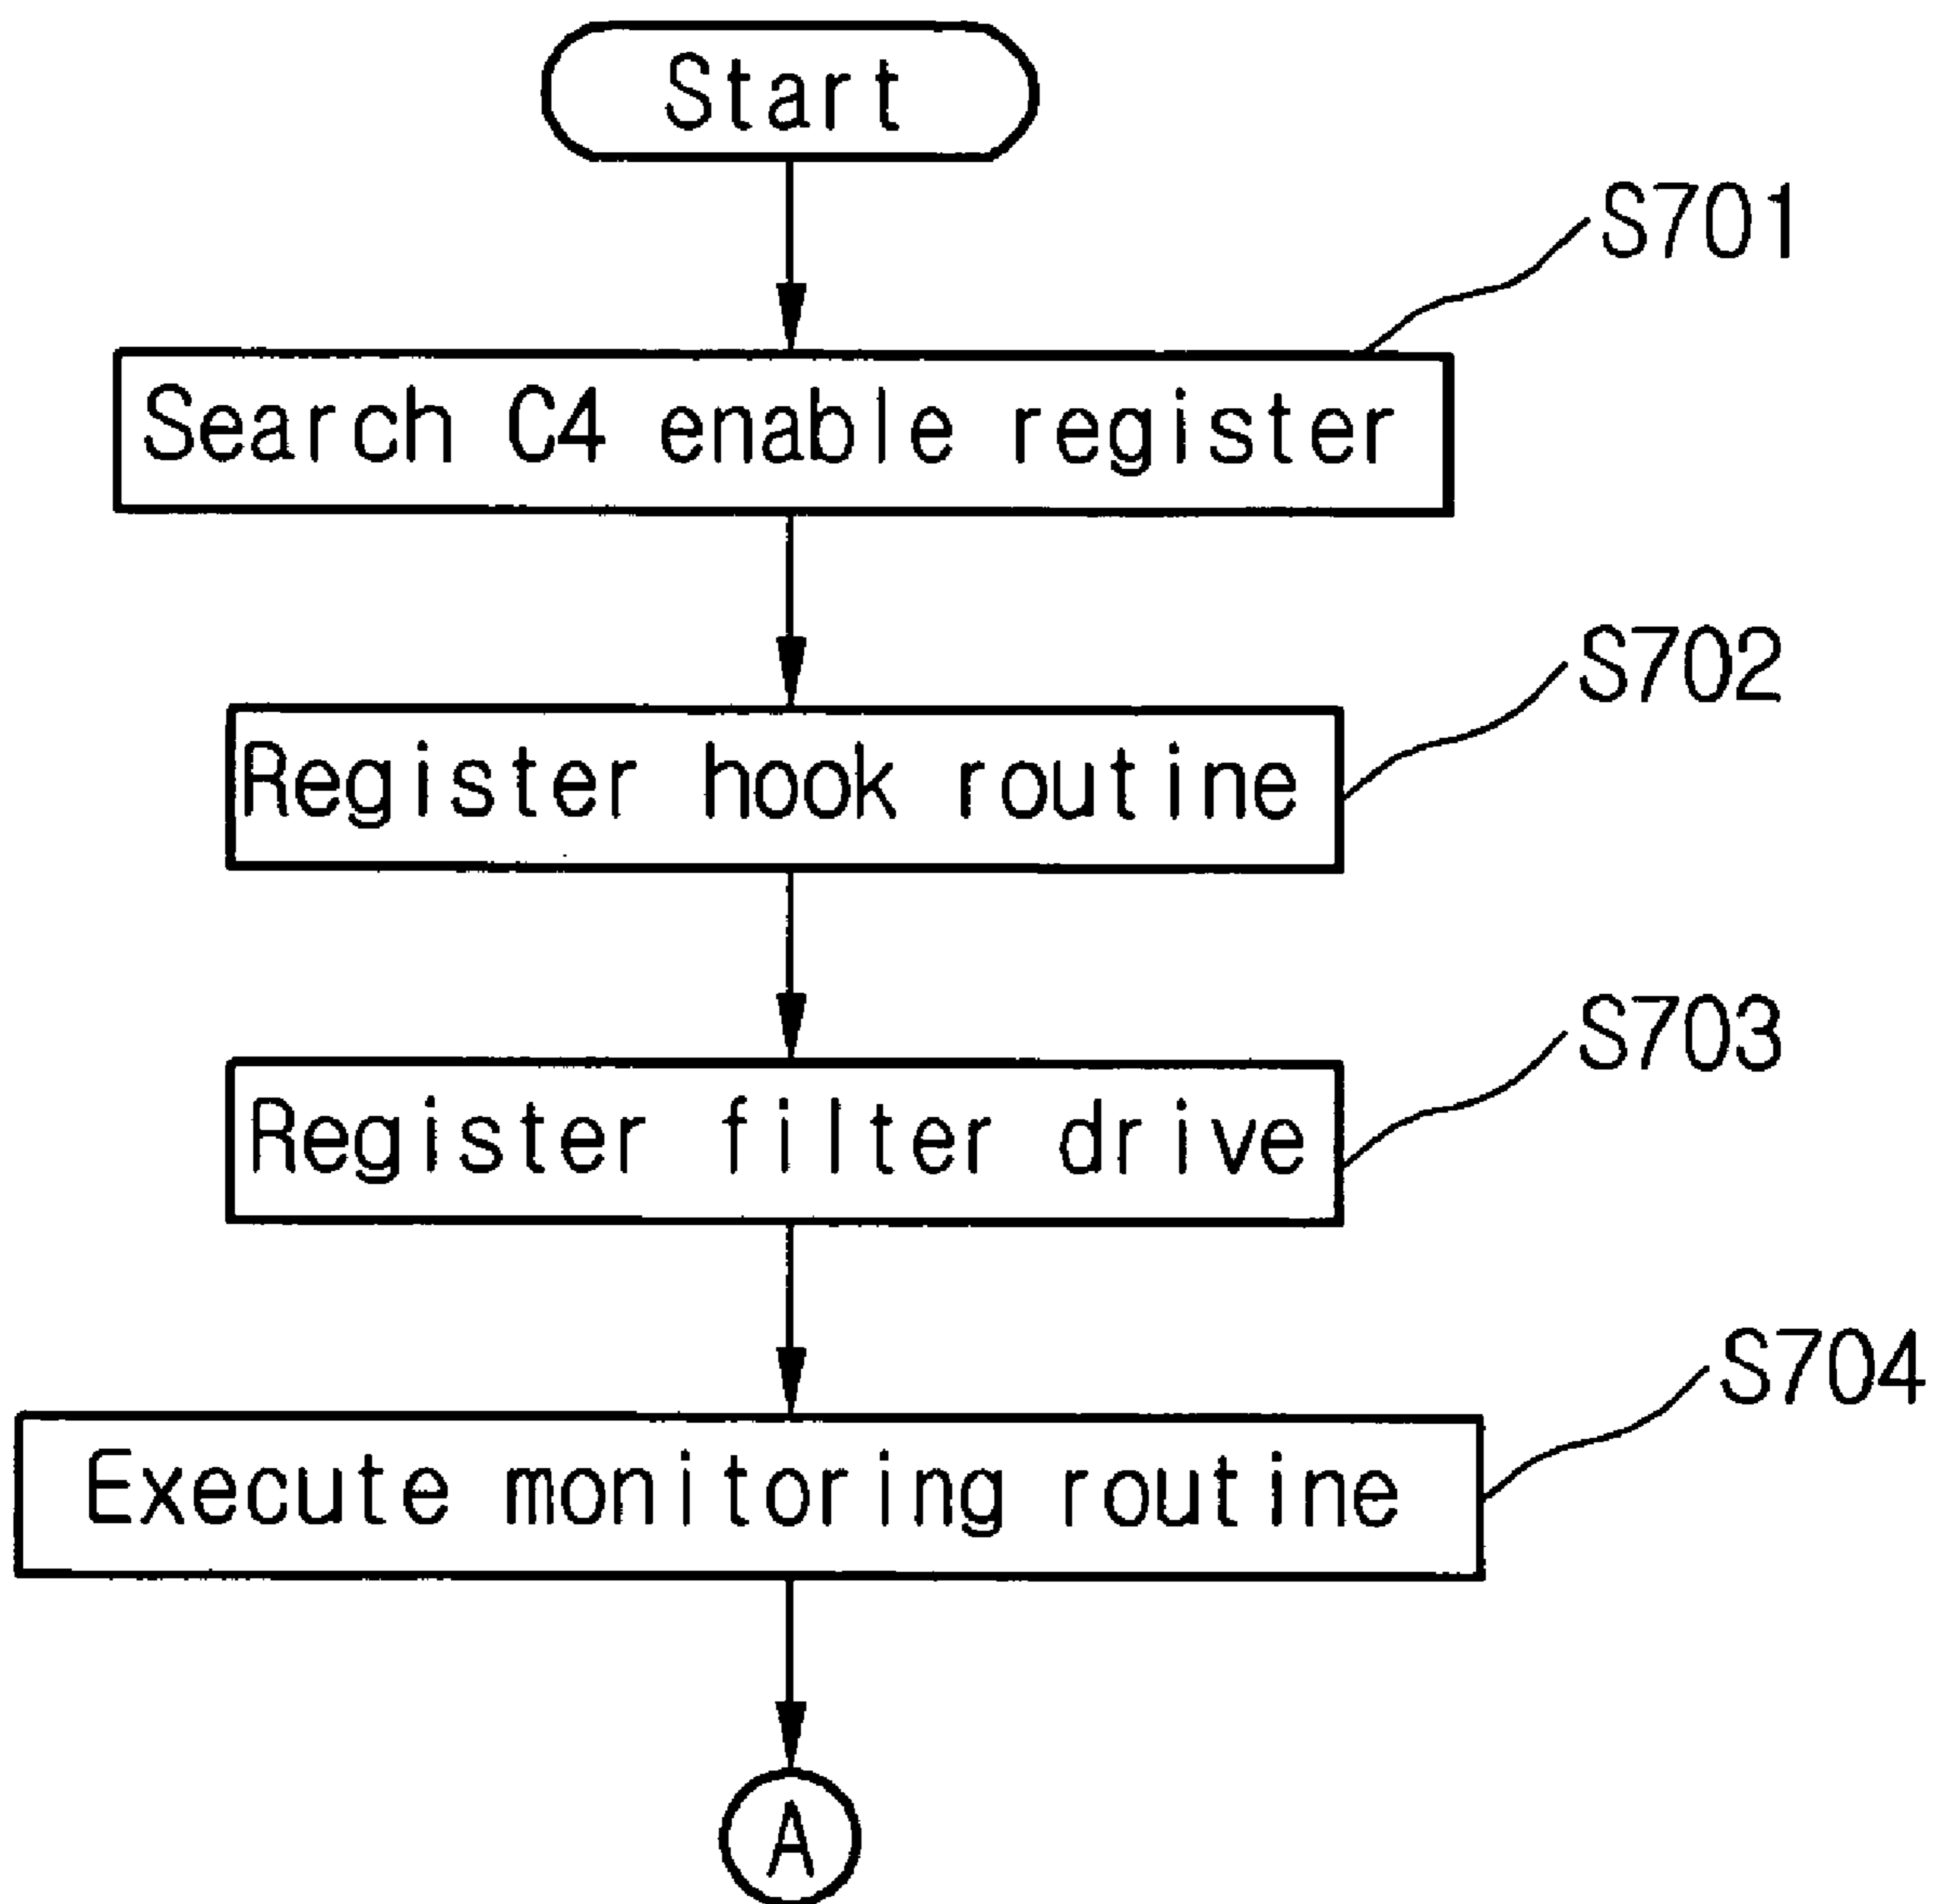 Start
S701
Search C4 enable register
S702
Register hook routine
S703
Register filter drive
S704
Execute monitoring routine
A